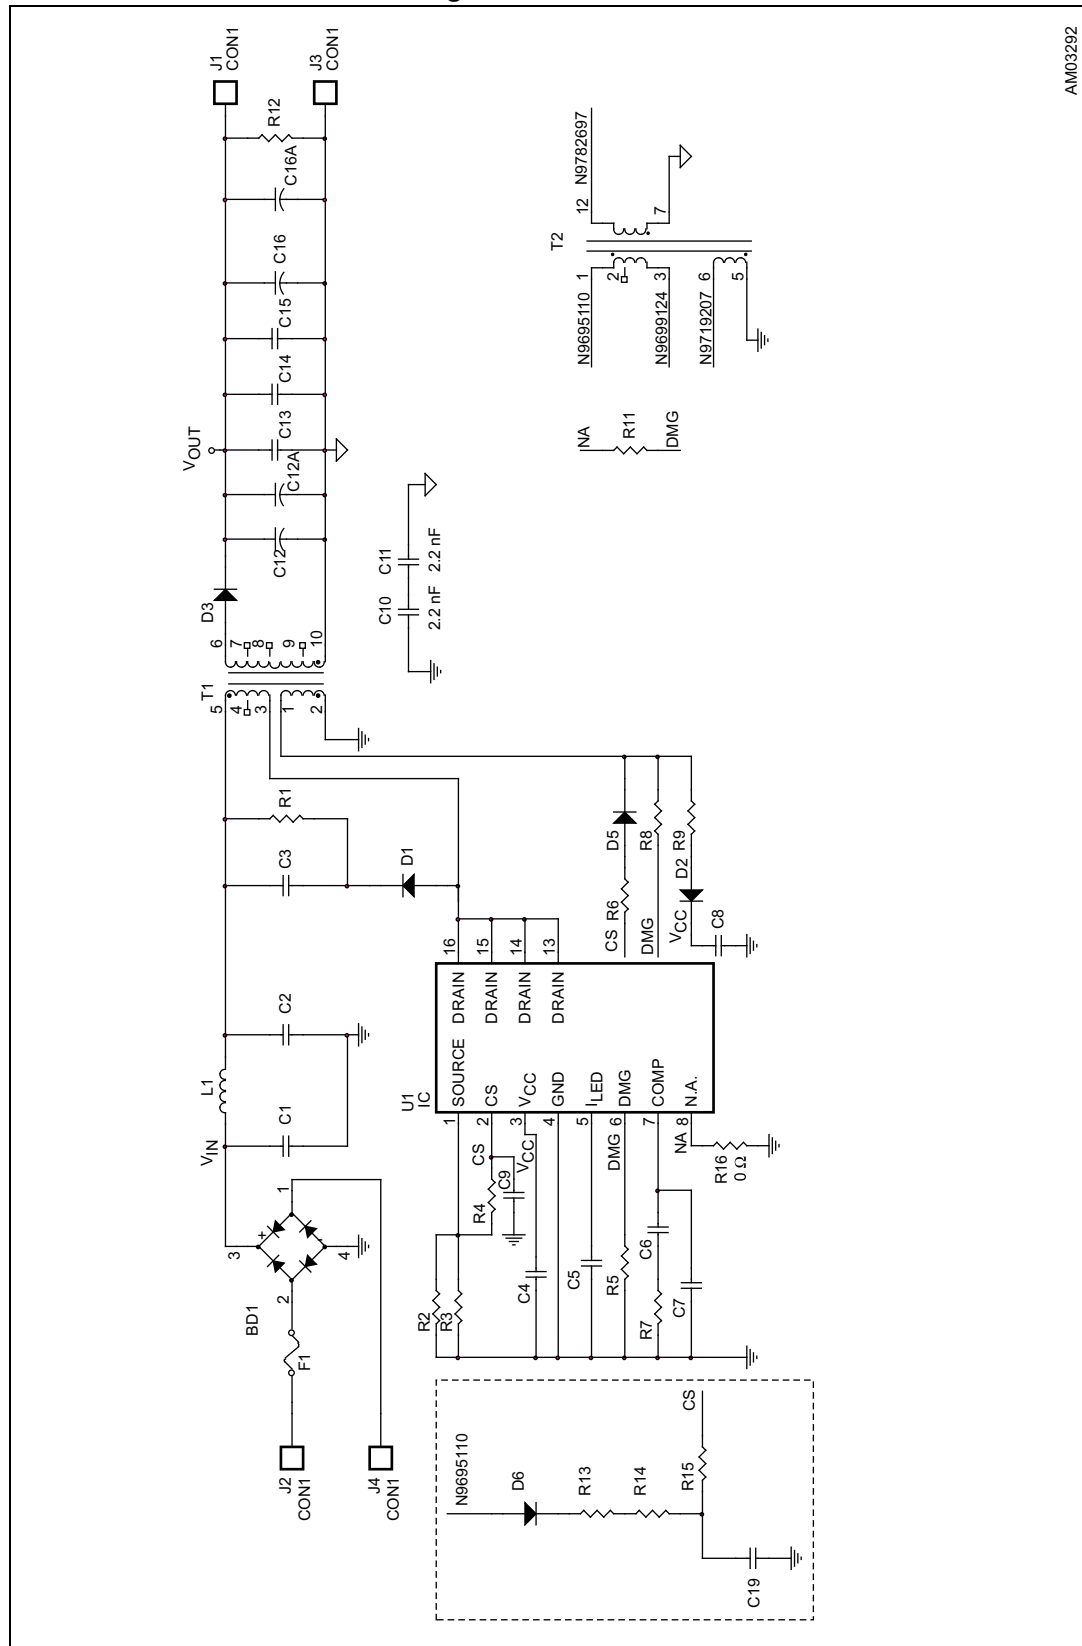 AM03292
J1
CON1
J3
CON1
R12
C16A
C16
C15
C14
C13
C12A
C12
VOUT
D3
6
7
8
9
10
T1
5
4
3
1
2
C10
2.2 nF
C11
2.2 nF
T2
1
2
3
6
5
12
7
N9782697
N9695110
N9699124
N9719207
NA
R11
DMG
R1
C3
D1
C2
L1
C1
VIN
BD1
3
1
2
4
+
-
F1
J2
CON1
J4
CON1
D5
R6
CS
R8
DMG
R9
D2
VCC
C8
U1
IC
SOURCE
CS
VCC
GND
ILED
DMG
COMP
N.A.
DRAIN
DRAIN
DRAIN
DRAIN
16
15
14
13
1
2
3
4
5
6
7
8
CS
VCC
DMG
NA
R4
C9
R2
R3
C4
C5
R5
C6
R7
C7
R16
0 Ω
N9695110
D6
R13
R14
R15
CS
C19